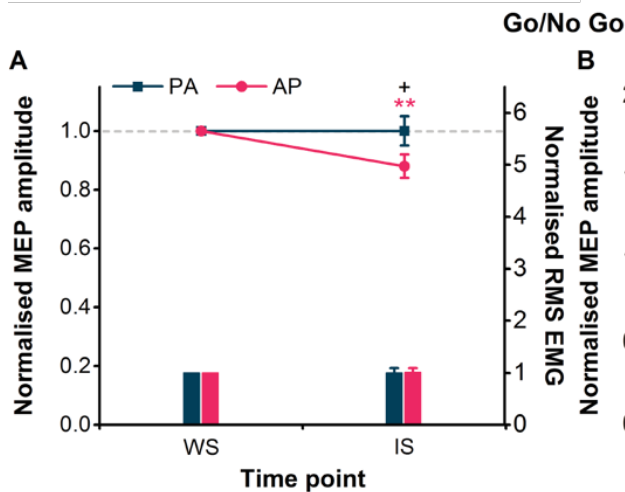 Go/No Go
A
B
PA
AP
+
**
Normalised MEP amplitude
1.0
0.8
0.6
0.4
0.2
0.0
6
5
4
3
2
1
0
Normalised RMS EMG
Normalised MEP amplitude
WS
IS
Time point